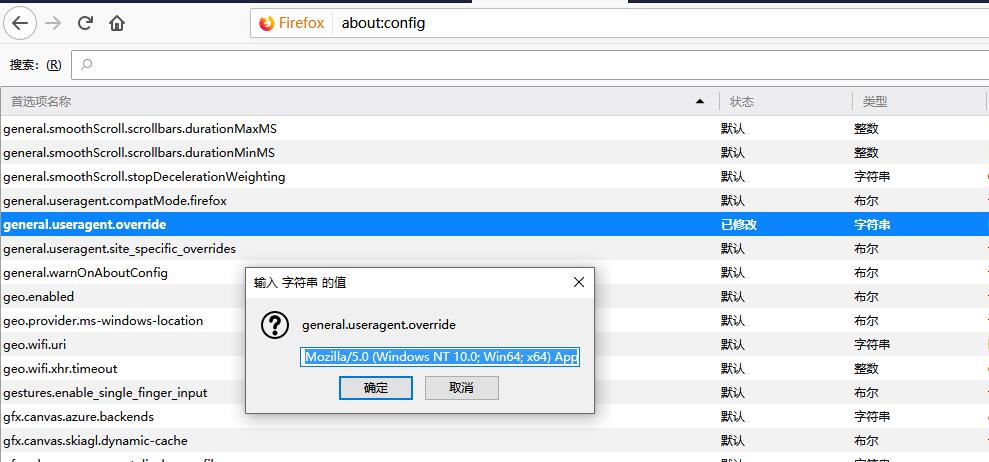 Firefox about:config
搜索：(R)
首选项名称 状态 类型
general.smoothScroll.scrollbars.durationMaxMS 默认 整数
general.smoothScroll.scrollbars.durationMinMS 默认 整数
general.smoothScroll.stopDecelerationWeighting 默认 字符串
general.useragent.compatMode.firefox 默认 布尔
general.useragent.override 已修改 字符串
general.useragent.site_specific_overrides 默认 布尔
general.warnOnAboutConfig 默认 布尔
geo.enabled 默认 布尔
geo.provider.ms-windows-location 默认 布尔
geo.wifi.uri 默认 字符串
geo.wifi.xhr.timeout 默认 整数
gestures.enable_single_finger_input 默认 布尔
gfx.canvas.azure.backends 默认 字符串
gfx.canvas.skiagl.dynamic-cache 默认 布尔
输入 字符串 的值
general.useragent.override
Mozilla/5.0 (Windows NT 10.0; Win64; x64) App
确定 取消